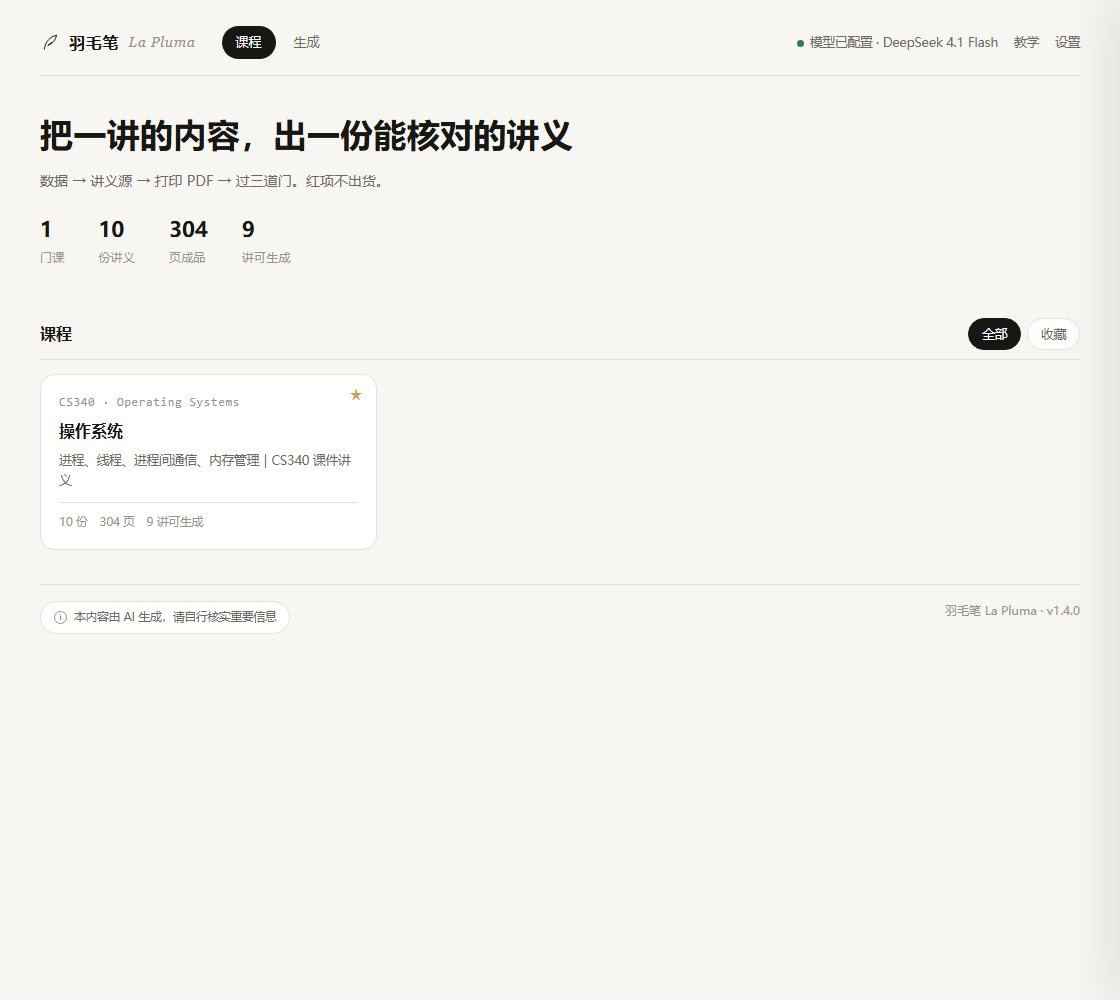 羽毛笔 La Pluma 课程 生成 模型已配置 · DeepSeek 4.1 Flash 教学 设置
把一讲的内容，出一份能核对的讲义
数据 → 讲义源 → 打印 PDF → 过三道门。红项不出货。
1 10 304 9
门课 份讲义 页成品 讲可生成
课程 全部 收藏
CS340 · Operating Systems ★
操作系统
进程、线程、进程间通信、内存管理 | CS340 课件讲
义
10 份 304 页 9 讲可生成
本内容由 AI 生成，请自行核实重要信息 羽毛笔 La Pluma · v1.4.0